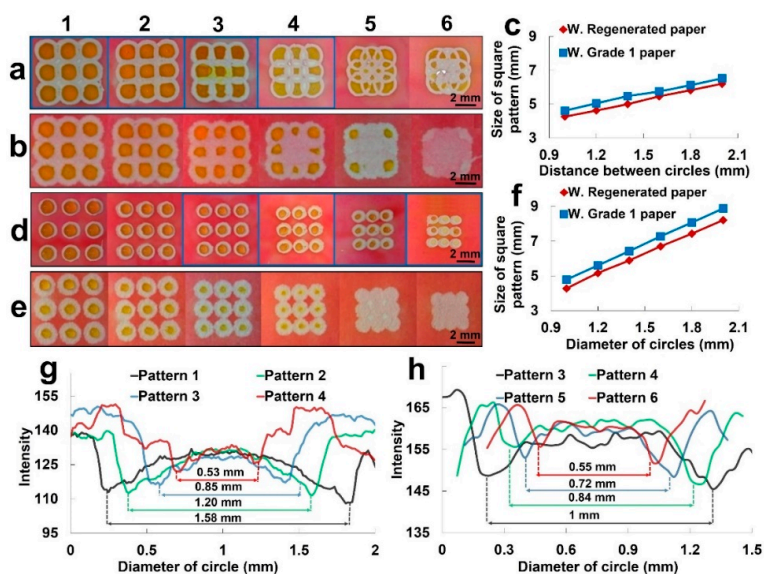 1 2 3 4 5 6
a
2 mm
b
2 mm
d
2 mm
e
2 mm
c
W. Regenerated paper
W. Grade 1 paper
Size of square
pattern (mm)
9
7
5
3
0.9 1.2 1.5 1.8 2.1
Distance between circles (mm)
f
W. Regenerated paper
W. Grade 1 paper
Size of square
pattern (mm)
9
7
5
3
0.9 1.2 1.5 1.8 2.1
Diameter of circles (mm)
g
Pattern 1 Pattern 2
Pattern 3 Pattern 4
Intensity
155
140
125
110
95
0.53 mm
0.85 mm
1.20 mm
1.58 mm
0 0.5 1 1.5 2
Diameter of circle (mm)
h
Pattern 3 Pattern 4
Pattern 5 Pattern 6
Intensity
165
155
145
135
0.55 mm
0.72 mm
0.84 mm
1 mm
0 0.3 0.6 0.9 1.2 1.5
Diameter of circle (mm)